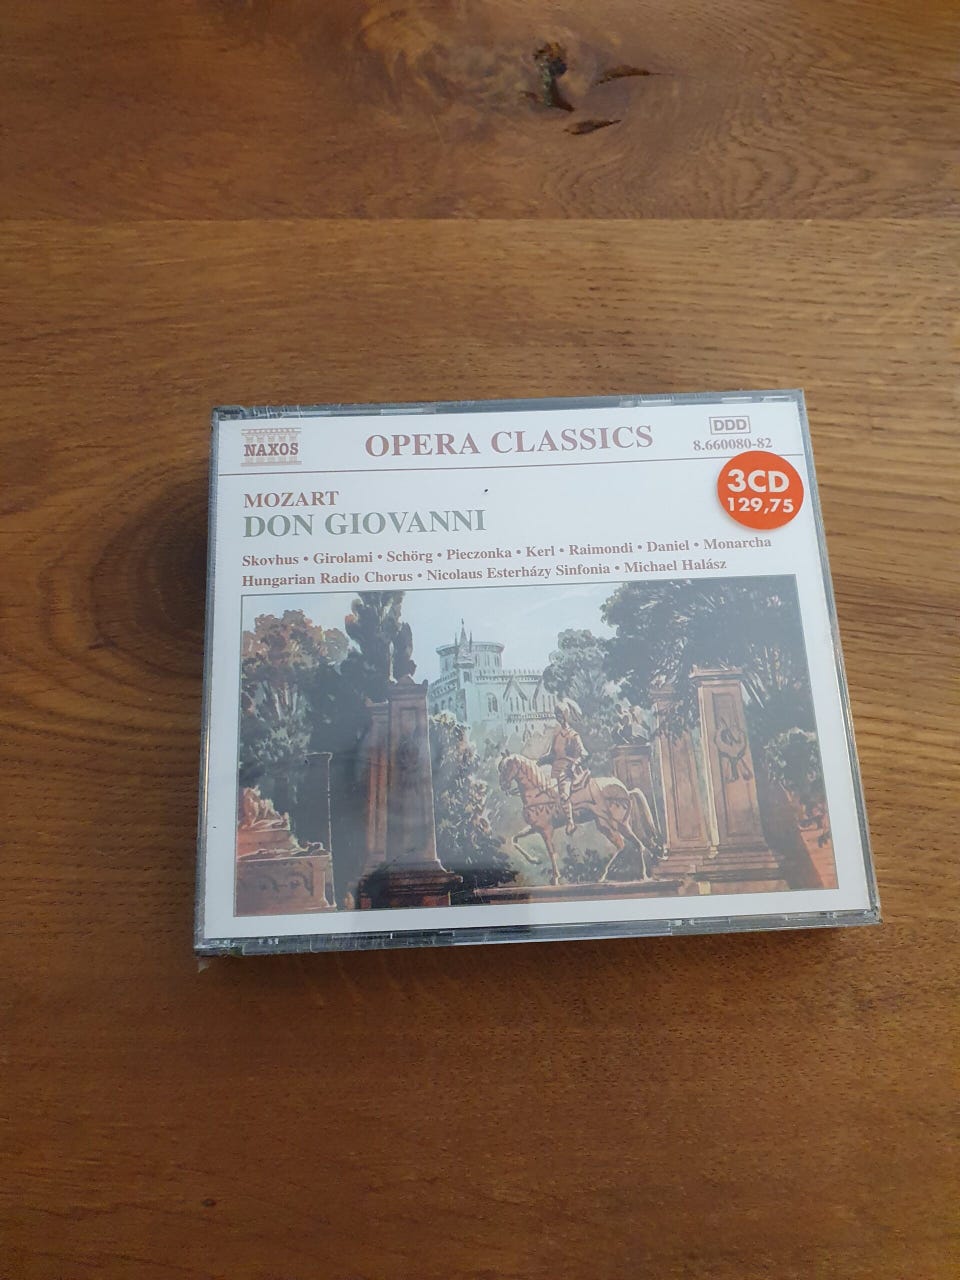 NAXOS
OPERA CLASSICS
DDD
8.660080-82
3CD
129,75
MOZART
DON GIOVANNI
Skovhus • Girolami • Schörg • Pieczonka • Kerl • Raimondi • Daniel • Monarcha
Hungarian Radio Chorus • Nicolaus Esterházy Sinfonia • Michael Halász